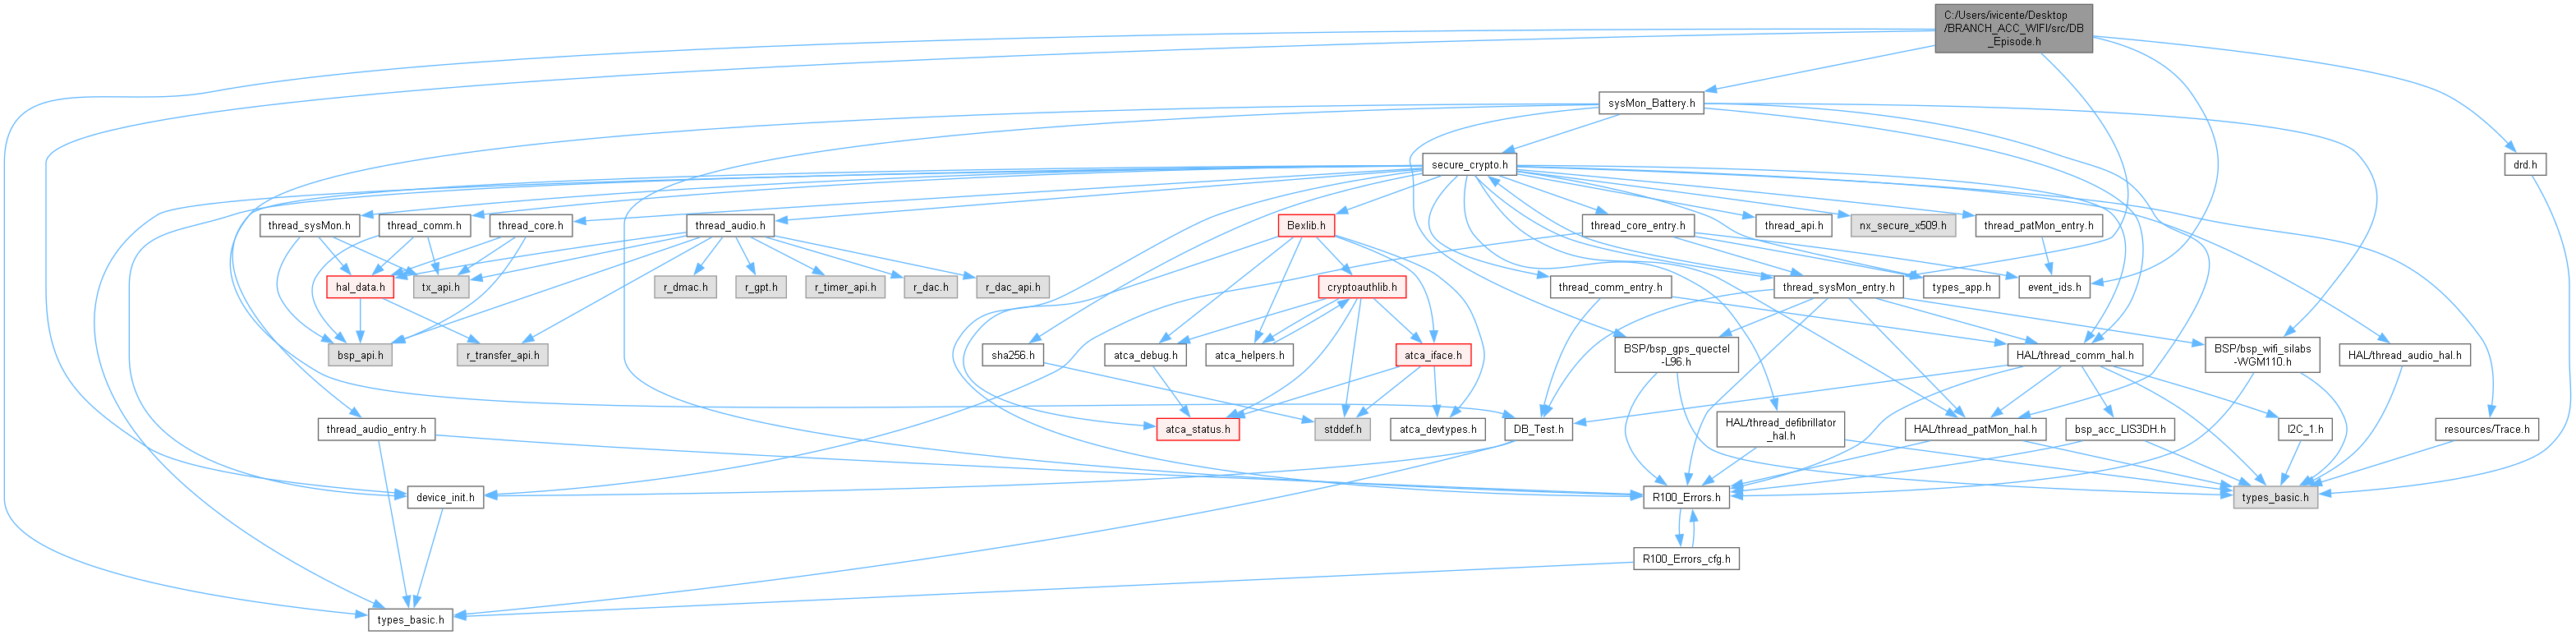 C:/Users/ivicente/Desktop
/BRANCH_ACC_WIFI/src/DB
_Episode.h
sysMon_Battery.h
secure_crypto.h
drd.h
thread_sysMon.h
thread_comm.h
thread_core.h
thread_audio.h
Bexlib.h
thread_core_entry.h
thread_api.h
nx_secure_x509.h
thread_patMon_entry.h
hal_data.h
tx_api.h
r_dmac.h
r_gpt.h
r_timer_api.h
r_dac.h
r_dac_api.h
cryptoauthlib.h
thread_comm_entry.h
thread_sysMon_entry.h
types_app.h
event_ids.h
bsp_api.h
r_transfer_api.h
sha256.h
atca_debug.h
atca_helpers.h
atca_iface.h
BSP/bsp_gps_quectel
-L96.h
HAL/thread_comm_hal.h
BSP/bsp_wifi_silabs
-WGM110.h
HAL/thread_audio_hal.h
thread_audio_entry.h
atca_status.h
stddef.h
atca_devtypes.h
DB_Test.h
HAL/thread_defibrillator
_hal.h
HAL/thread_patMon_hal.h
bsp_acc_LIS3DH.h
I2C_1.h
resources/Trace.h
device_init.h
R100_Errors.h
types_basic.h
R100_Errors_cfg.h
types_basic.h